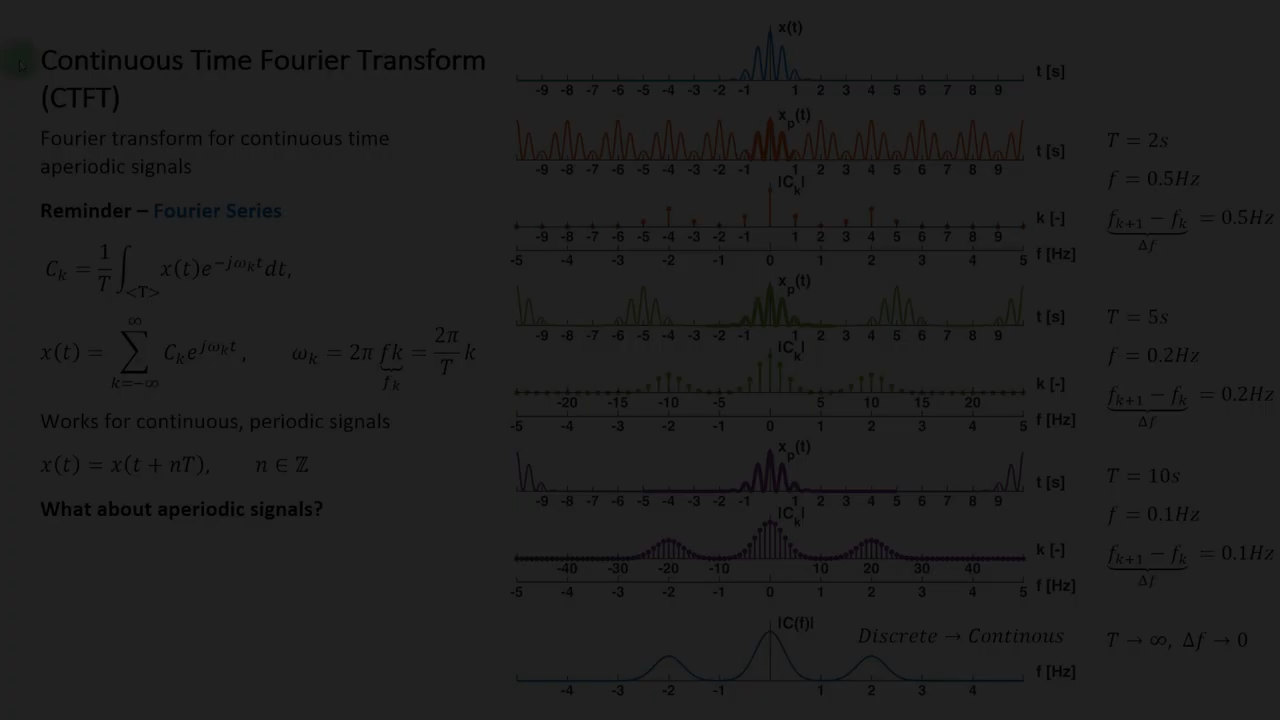 Continuous Time Fourier Transform
(CTFT)
Fourier transform for continuous time
aperiodic signals
Reminder – Fourier Series
C_k = 1/T ∫_<T> x(t)e^{−jω_k t}dt,
x(t) = ∑_{k=−∞}^{∞} C_k e^{jω_k t}, ω_k = 2π fk = 2π/T k
f_k
Works for continuous, periodic signals
x(t) = x(t + nT), n ∈ ℤ
What about aperiodic signals?
x(t)
t [s]
-9 -8 -7 -6 -5 -4 -3 -2 -1 1 2 3 4 5 6 7 8 9
x_p(t)
t [s]
-9 -8 -7 -6 -5 -4 -3 -2 -1 1 2 3 4 5 6 7 8 9
|C_k|
k [-]
-9 -8 -7 -6 -5 -4 -3 -2 -1 1 2 3 4 5 6 7 8 9
f [Hz]
-5 -4 -3 -2 -1 0 1 2 3 4 5
T = 2s
f = 0.5Hz
f_{k+1} − f_k = 0.5Hz
Δf
x_p(t)
t [s]
-9 -8 -7 -6 -5 -4 -3 -2 -1 1 2 3 4 5 6 7 8 9
|C_k|
k [-]
-20 -15 -10 -5 5 10 15 20
f [Hz]
-5 -4 -3 -2 -1 0 1 2 3 4 5
T = 5s
f = 0.2Hz
f_{k+1} − f_k = 0.2Hz
Δf
x_p(t)
t [s]
-9 -8 -7 -6 -5 -4 -3 -2 -1 1 2 3 4 5 6 7 8 9
|C_k|
k [-]
-40 -30 -20 -10 10 20 30 40
f [Hz]
-5 -4 -3 -2 -1 0 1 2 3 4 5
T = 10s
f = 0.1Hz
f_{k+1} − f_k = 0.1Hz
Δf
|C(f)|
Discrete → Continous
T → ∞, Δf → 0
f [Hz]
-4 -3 -2 -1 1 2 3 4